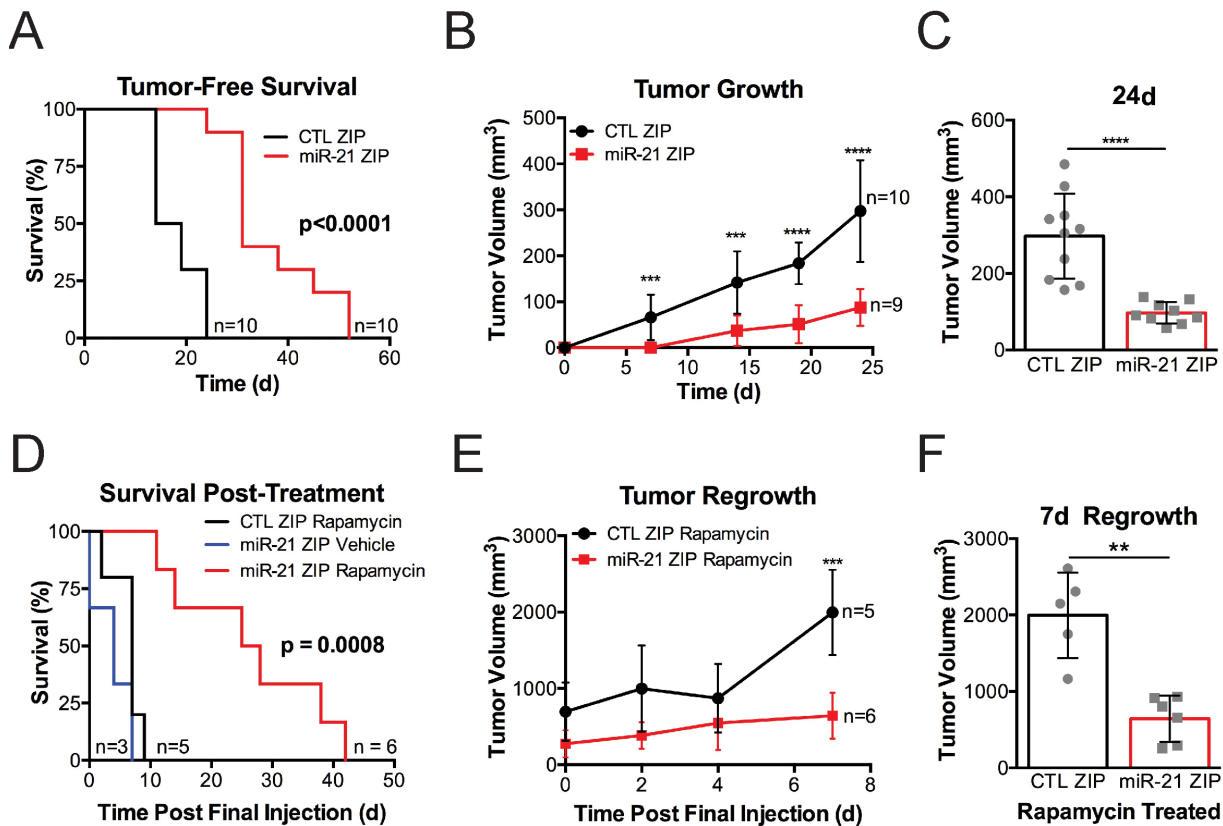 A
Tumor-Free Survival
Survival (%)
100
75
50
25
0
CTL ZIP
miR-21 ZIP
p<0.0001
n=10
n=10
0
20
40
60
Time (d)
B
Tumor Growth
Tumor Volume (mm3)
500
400
300
200
100
0
CTL ZIP
miR-21 ZIP
***
***
****
****
n=10
n=9
0
5
10
15
20
25
Time (d)
C
24d
Tumor Volume (mm3)
600
400
200
0
****
CTL ZIP
miR-21 ZIP
D
Survival Post-Treatment
Survival (%)
100
75
50
25
0
CTL ZIP Rapamycin
miR-21 ZIP Vehicle
miR-21 ZIP Rapamycin
p = 0.0008
n=3
n=5
n = 6
0
10
20
30
40
50
Time Post Final Injection (d)
E
Tumor Regrowth
Tumor Volume (mm3)
3000
2000
1000
0
CTL ZIP Rapamycin
miR-21 ZIP Rapamycin
***
n=5
n=6
0
2
4
6
8
Time Post Final Injection (d)
F
7d Regrowth
Tumor Volume (mm3)
3000
2000
1000
0
**
CTL ZIP
miR-21 ZIP
Rapamycin Treated